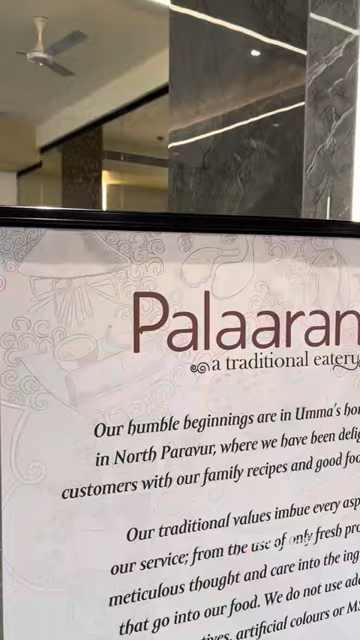 Palaaran
a traditional eatery
Our humble beginnings are in Umma's ho
in North Paravur, where we have been deli
customers with our family recipes and good foo
Our traditional values imbue every asp
our service; from the use of only fresh pro
meticulous thought and care into the ing
that go into our food. We do not use ad
tives, artificial colours or MS